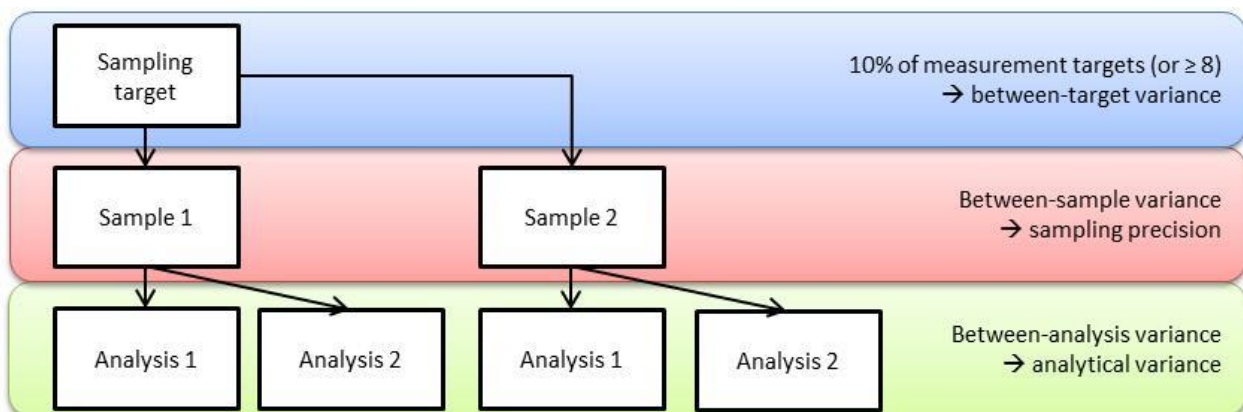 Sampling
target
10% of measurement targets (or ≥ 8)
→ between-target variance
Sample 1
Sample 2
Between-sample variance
→ sampling precision
Analysis 1
Analysis 2
Analysis 1
Analysis 2
Between-analysis variance
→ analytical variance